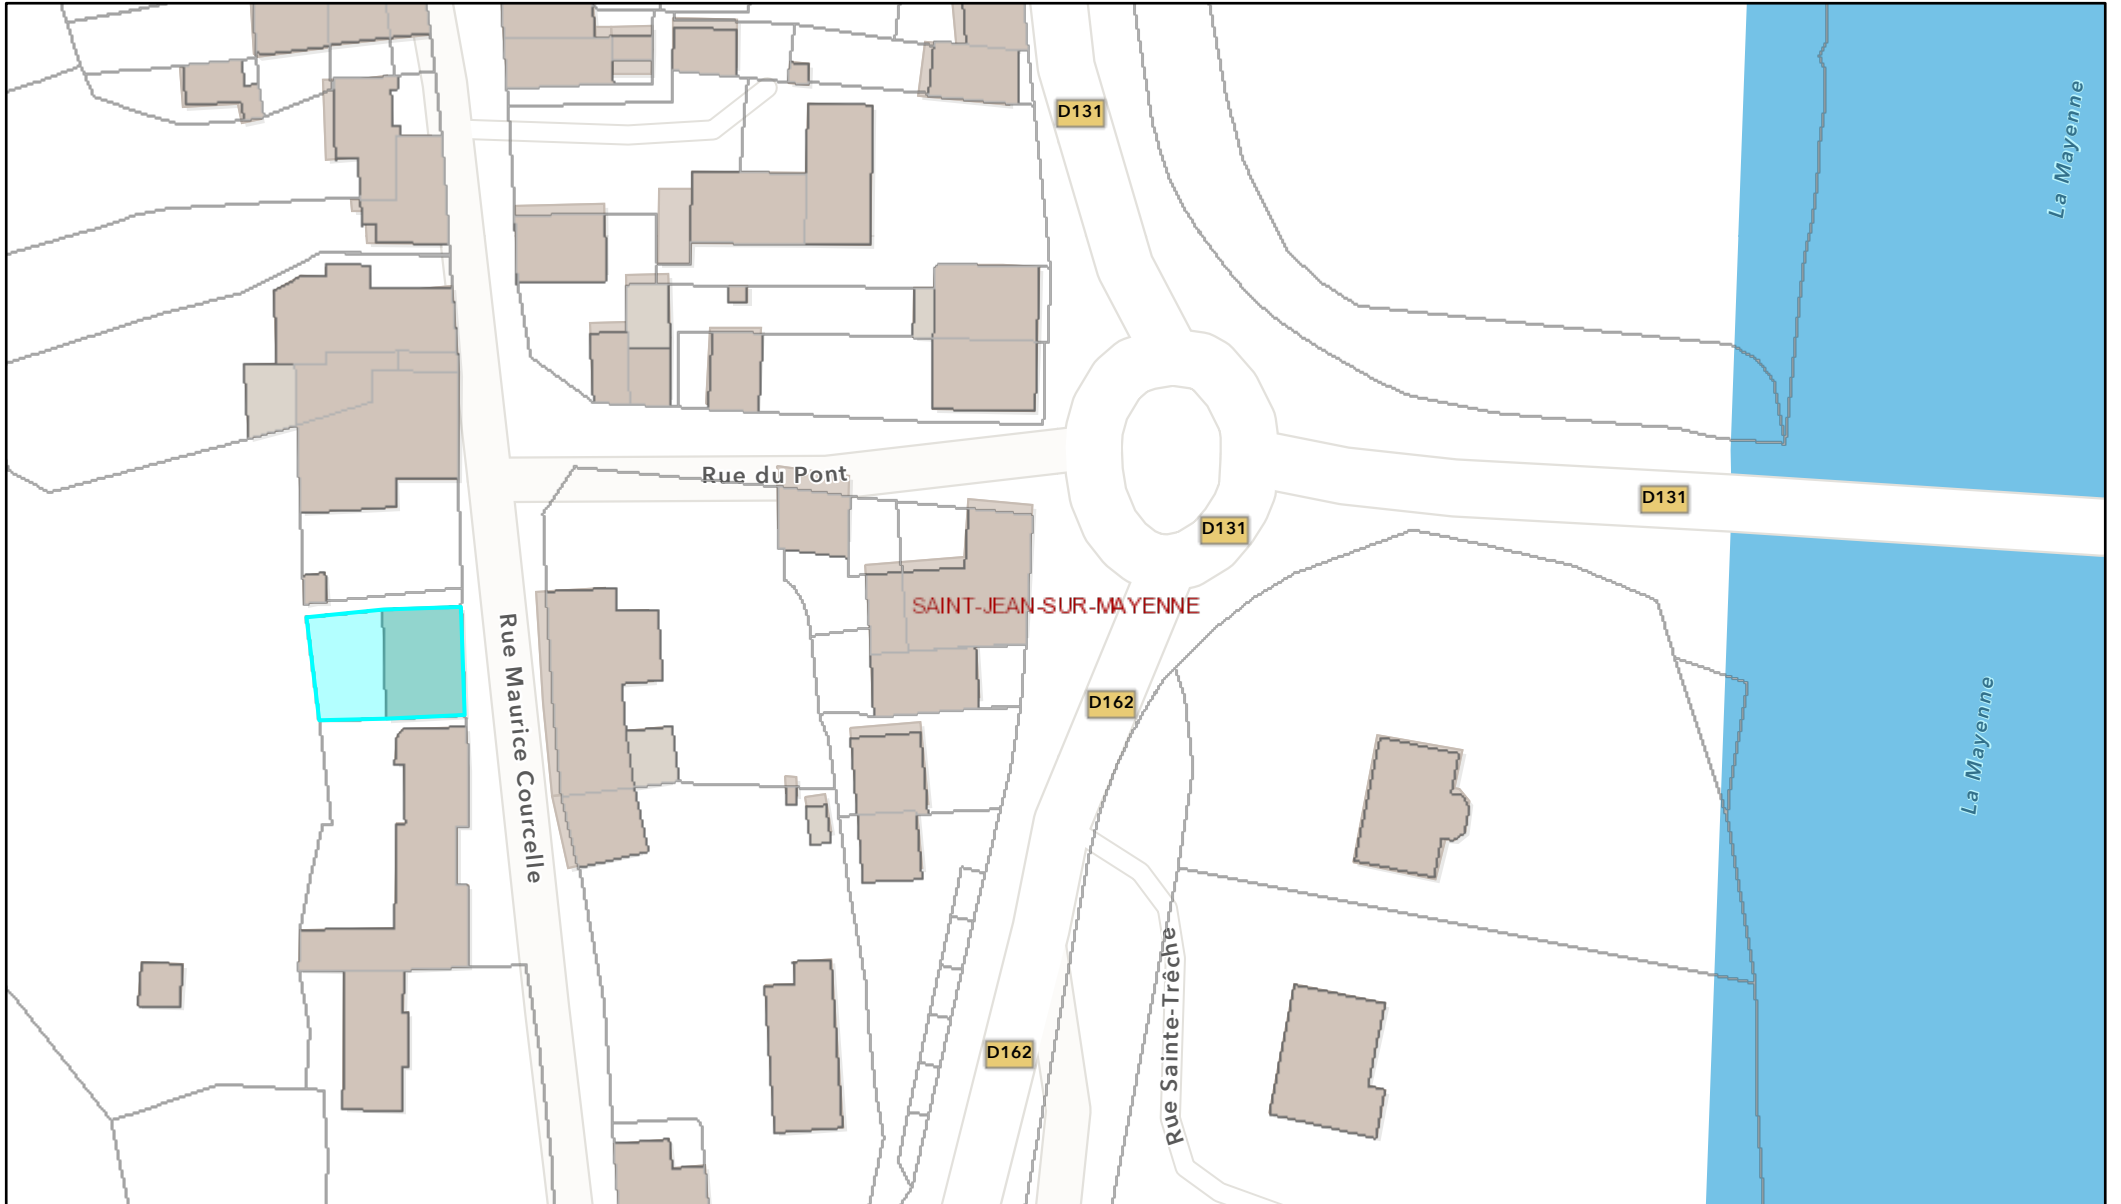 D131
La Mayenne
Rue du Pont
D131
D131
SAINT-JEAN-SUR-MAYENNE
Rue Maurice Courcelle
D162
La Mayenne
Rue Sainte-Trêche
D162